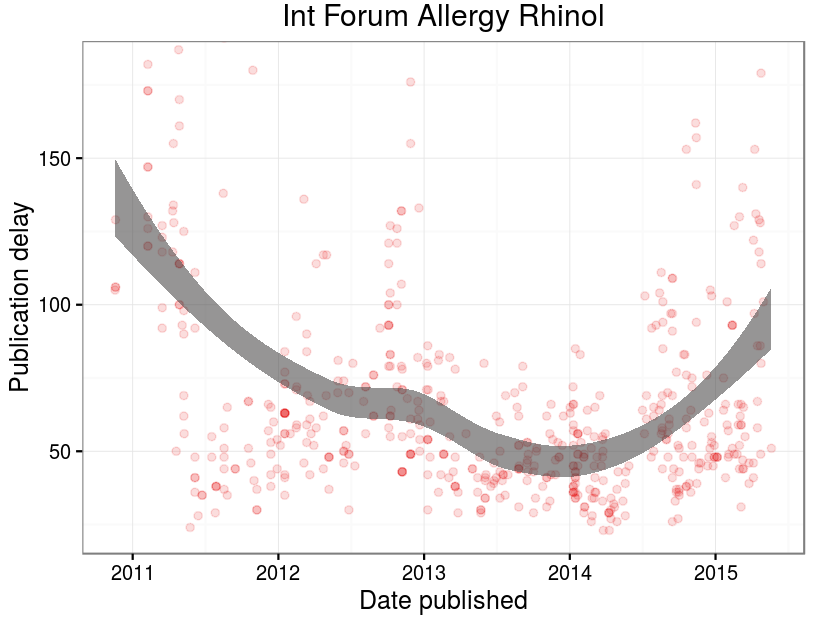 Int Forum Allergy Rhinol
Publication delay
150
100
50
2011 2012 2013 2014 2015
Date published